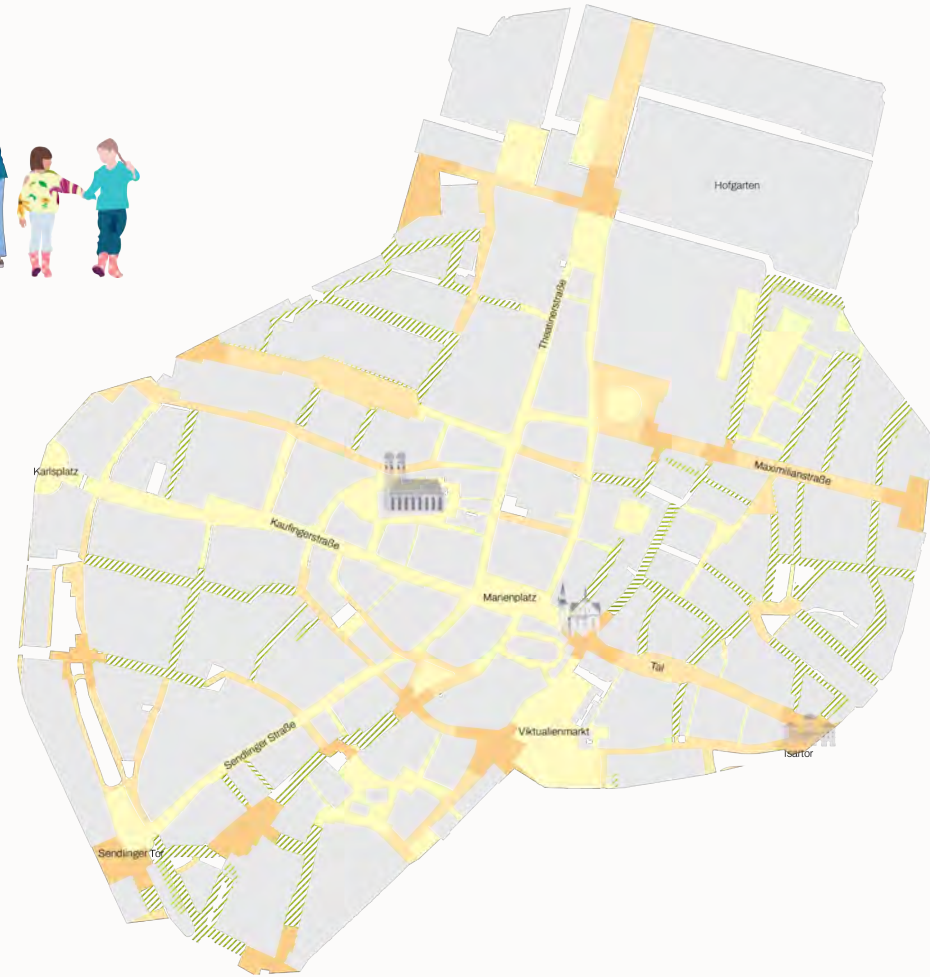 Hofgarten
Theatinerstraße
Karlsplatz
Maximilianstraße
Kaufingerstraße
Marienplatz
Tal
Viktualienmarkt
Sendlinger Straße
Isartor
Sendlinger Tor